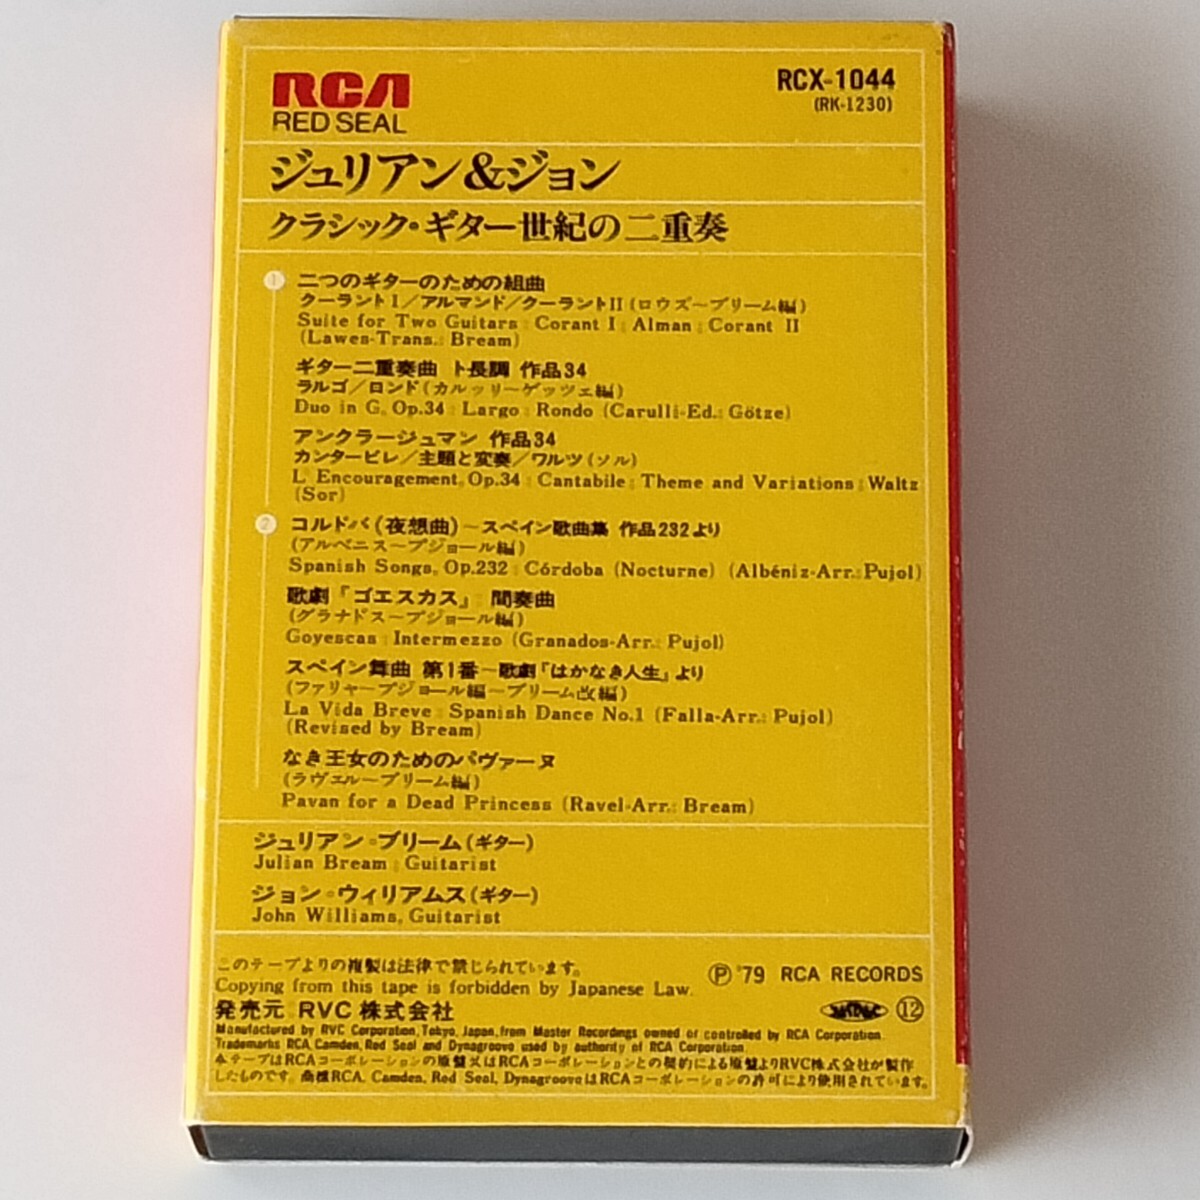 RCA
RED SEAL
RCX-1044
(RK-1230)
ジュリアン&ジョン
クラシック・ギター世紀の二重奏
1 二つのギターのための組曲
クーラントI/アルマンド/クーラントII(ロウズ〜ブリーム編)
Suite for Two Guitars: Corant I; Alman; Corant II
(Lawes-Trans.: Bream)
ギター二重奏曲 ト長調 作品34
ラルゴ/ロンド(カルッリ〜ゲッツェ編)
Duo in G, Op.34: Largo; Rondo (Carulli-Ed.: Götze)
アンクラージュマン 作品34
カンタービレ/主題と変奏/ワルツ(ソル)
L'Encouragement, Op.34: Cantabile; Theme and Variations; Waltz
(Sor)
2 コルドバ(夜想曲)〜スペイン歌曲集 作品232より
(アルベニス〜プジョール編)
Spanish Songs, Op.232: Córdoba (Nocturne) (Albéniz-Arr.: Pujol)
歌劇『ゴエスカス』 間奏曲
(グラナドス〜プジョール編)
Goyescas: Intermezzo (Granados-Arr.: Pujol)
スペイン舞曲 第1番〜歌劇『はかなき人生』より
(ファリャ〜プジョール編〜ブリーム改編)
La Vida Breve: Spanish Dance No.1 (Falla-Arr.: Pujol)
(Revised by Bream)
なき王女のためのパヴァーヌ
(ラヴェル〜ブリーム編)
Pavan for a Dead Princess (Ravel-Arr.: Bream)
ジュリアン・ブリーム(ギター)
Julian Bream, Guitarist
ジョン・ウィリアムス(ギター)
John Williams, Guitarist
このテープよりの複製は法律で禁じられています。
Copying from this tape is forbidden by Japanese Law.
Ⓟ '79 RCA RECORDS
発売元 RVC 株式会社
⑫
Manufactured by RVC Corporation, Tokyo, Japan, from Master Recordings owned or controlled by RCA Corporation.
Trademarks RCA, Camden, Red Seal and Dynagroove used by authority of RCA Corporation.
本テープはRCAコーポレーションの原盤又はRCAコーポレーションとの契約による原盤よりRVC株式会社が製作
したものです。商標RCA, Camden, Red Seal, DynagrooveはRCAコーポレーションの許可により使用されています。